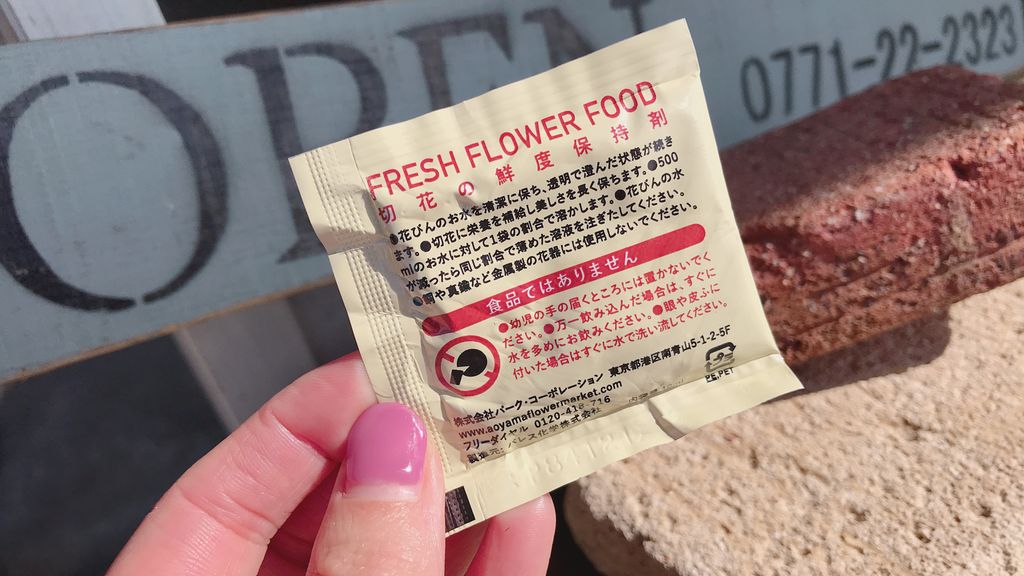 OPEN
0771-22-2323
FRESH FLOWER FOOD
切花の鮮度保持剤
●花びんのお水を清潔に保ち、透明で澄んだ状態が続き
ます。●切花に栄養を補給し美しさを長く保ちます。●500
mlのお水に対して1袋の割合で溶かします。●花びんの水
が減ったら同じ割合で薄めた溶液を注ぎたしてください。
●銅や真鍮など金属製の花器には使用しないでください。
食品ではありません
●幼児の手の届くところには置かないでく
ださい。●万一飲み込んだ場合は、すぐに
水を多めにお飲みください。●眼や皮ふに
付いた場合はすぐに水で洗い流してください。
株式会社パーク・コーポレーション 東京都港区南青山5-1-2-5F
www.aoyamaflowermarket.com
フリーダイヤル 0120-41
製造元: レス化学株式会社
PE,PET